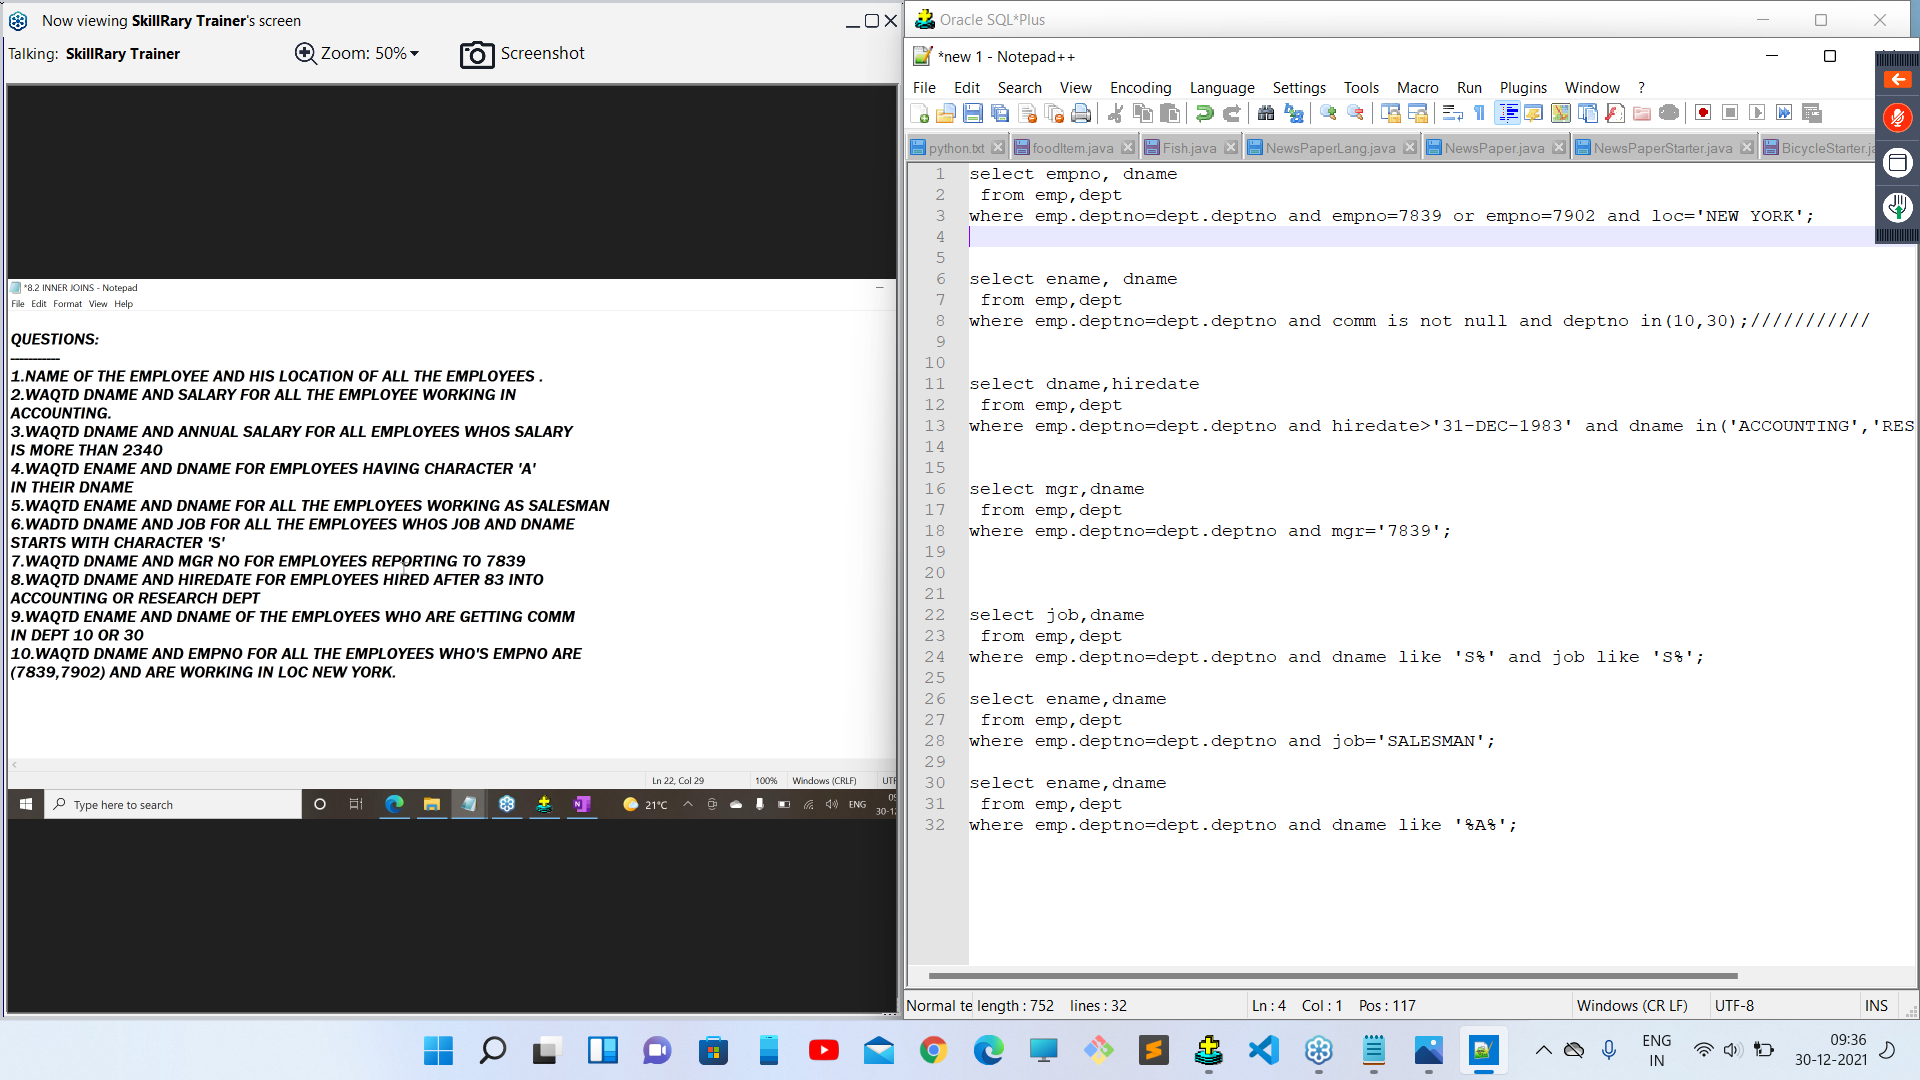 Now viewing SkillRary Trainer's screen
Talking: SkillRary Trainer
Zoom: 50%
Screenshot
*8.2 INNER JOINS - Notepad
File Edit Format View Help
QUESTIONS:
-----------
1.NAME OF THE EMPLOYEE AND HIS LOCATION OF ALL THE EMPLOYEES .
2.WAQTD DNAME AND SALARY FOR ALL THE EMPLOYEE WORKING IN
ACCOUNTING.
3.WAQTD DNAME AND ANNUAL SALARY FOR ALL EMPLOYEES WHOS SALARY
IS MORE THAN 2340
4.WAQTD ENAME AND DNAME FOR EMPLOYEES HAVING CHARACTER 'A'
IN THEIR DNAME
5.WAQTD ENAME AND DNAME FOR ALL THE EMPLOYEES WORKING AS SALESMAN
6.WADTD DNAME AND JOB FOR ALL THE EMPLOYEES WHOS JOB AND DNAME
STARTS WITH CHARACTER 'S'
7.WAQTD DNAME AND MGR NO FOR EMPLOYEES REPORTING TO 7839
8.WAQTD DNAME AND HIREDATE FOR EMPLOYEES HIRED AFTER 83 INTO
ACCOUNTING OR RESEARCH DEPT
9.WAQTD ENAME AND DNAME OF THE EMPLOYEES WHO ARE GETTING COMM
IN DEPT 10 OR 30
10.WAQTD DNAME AND EMPNO FOR ALL THE EMPLOYEES WHO'S EMPNO ARE
(7839,7902) AND ARE WORKING IN LOC NEW YORK.
Ln 22, Col 29 100% Windows (CRLF) UTF
Type here to search
21°C ENG
30-12
Oracle SQL*Plus
*new 1 - Notepad++
File Edit Search View Encoding Language Settings Tools Macro Run Plugins Window ?
python.txt foodItem.java Fish.java NewsPaperLang.java NewsPaper.java NewsPaperStarter.java BicycleStarter.ja
1 select empno, dname
2 from emp,dept
3 where emp.deptno=dept.deptno and empno=7839 or empno=7902 and loc='NEW YORK';
4
5
6 select ename, dname
7 from emp,dept
8 where emp.deptno=dept.deptno and comm is not null and deptno in(10,30);///////////
9
10
11 select dname,hiredate
12 from emp,dept
13 where emp.deptno=dept.deptno and hiredate>'31-DEC-1983' and dname in('ACCOUNTING','RES
14
15
16 select mgr,dname
17 from emp,dept
18 where emp.deptno=dept.deptno and mgr='7839';
19
20
21
22 select job,dname
23 from emp,dept
24 where emp.deptno=dept.deptno and dname like 'S%' and job like 'S%';
25
26 select ename,dname
27 from emp,dept
28 where emp.deptno=dept.deptno and job='SALESMAN';
29
30 select ename,dname
31 from emp,dept
32 where emp.deptno=dept.deptno and dname like '%A%';
Normal te length : 752 lines : 32 Ln : 4 Col : 1 Pos : 117 Windows (CR LF) UTF-8 INS
ENG
IN
09:36
30-12-2021